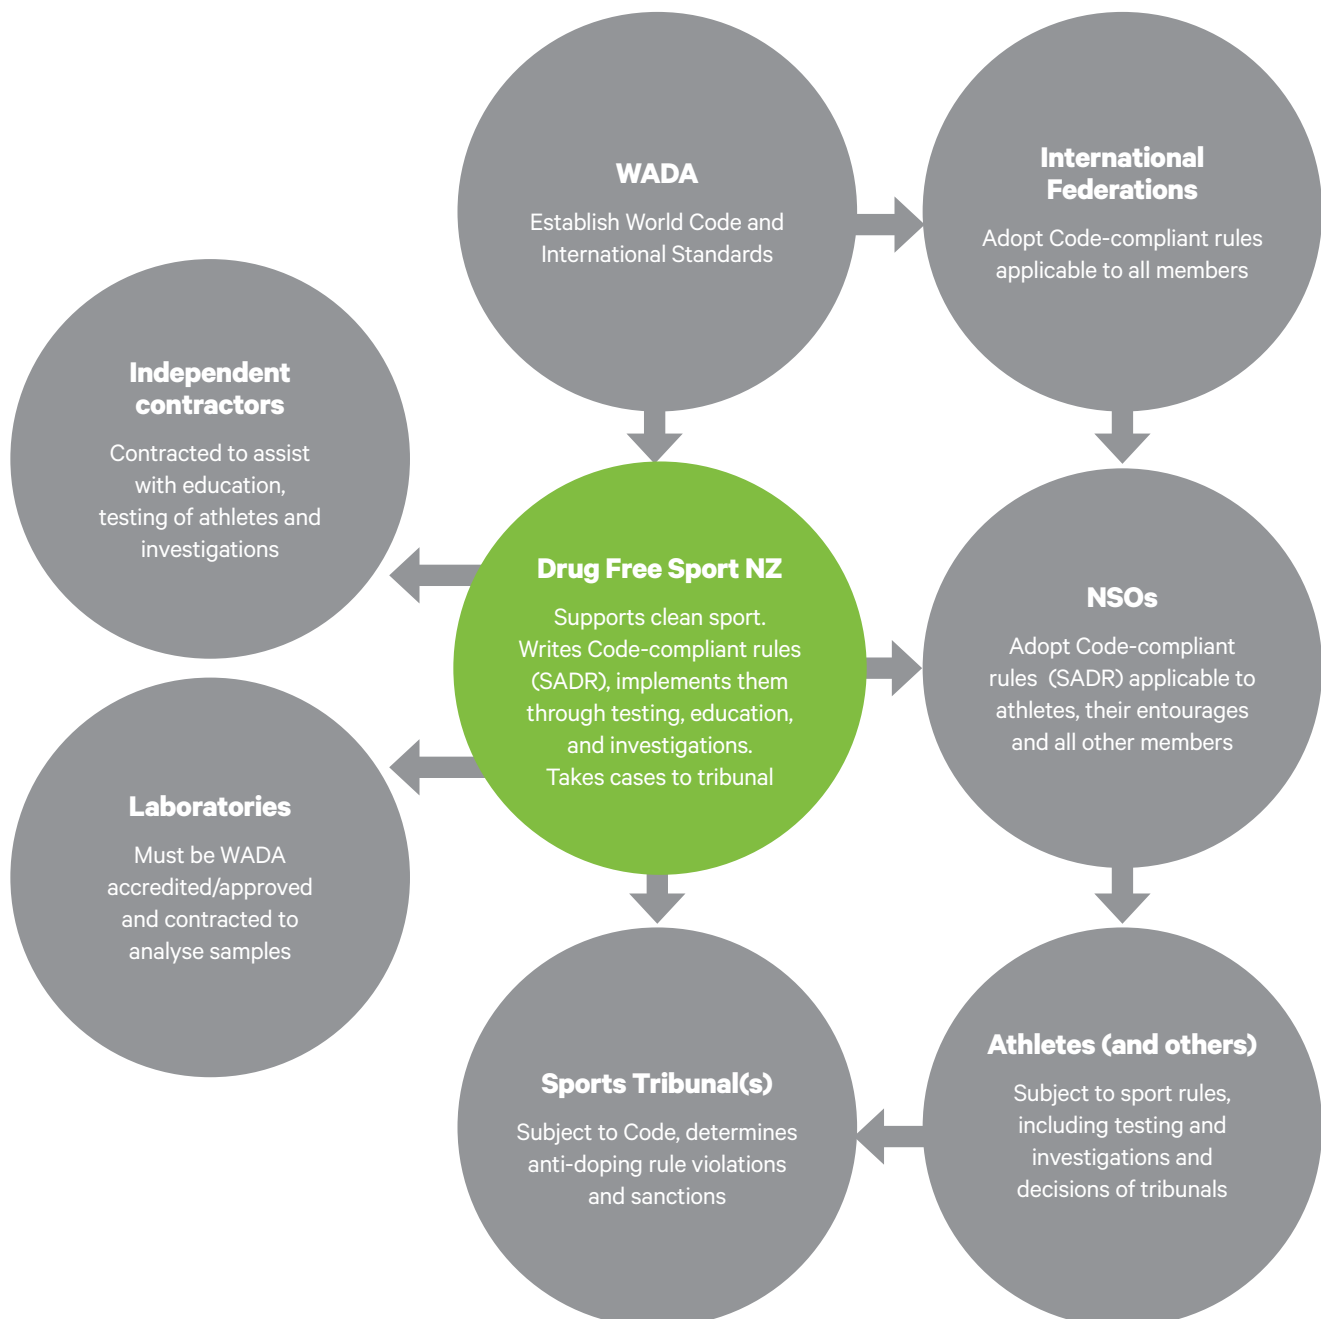 WADA
Establish World Code and
International Standards
International
Federations
Adopt Code-compliant rules
applicable to all members
Independent
contractors
Contracted to assist
with education,
testing of athletes and
investigations
Drug Free Sport NZ
Supports clean sport.
Writes Code-compliant rules
(SADR), implements them
through testing, education,
and investigations.
Takes cases to tribunal
NSOs
Adopt Code-compliant
rules (SADR) applicable to
athletes, their entourages
and all other members
Laboratories
Must be WADA
accredited/approved
and contracted to
analyse samples
Sports Tribunal(s)
Subject to Code, determines
anti-doping rule violations
and sanctions
Athletes (and others)
Subject to sport rules,
including testing and
investigations and
decisions of tribunals